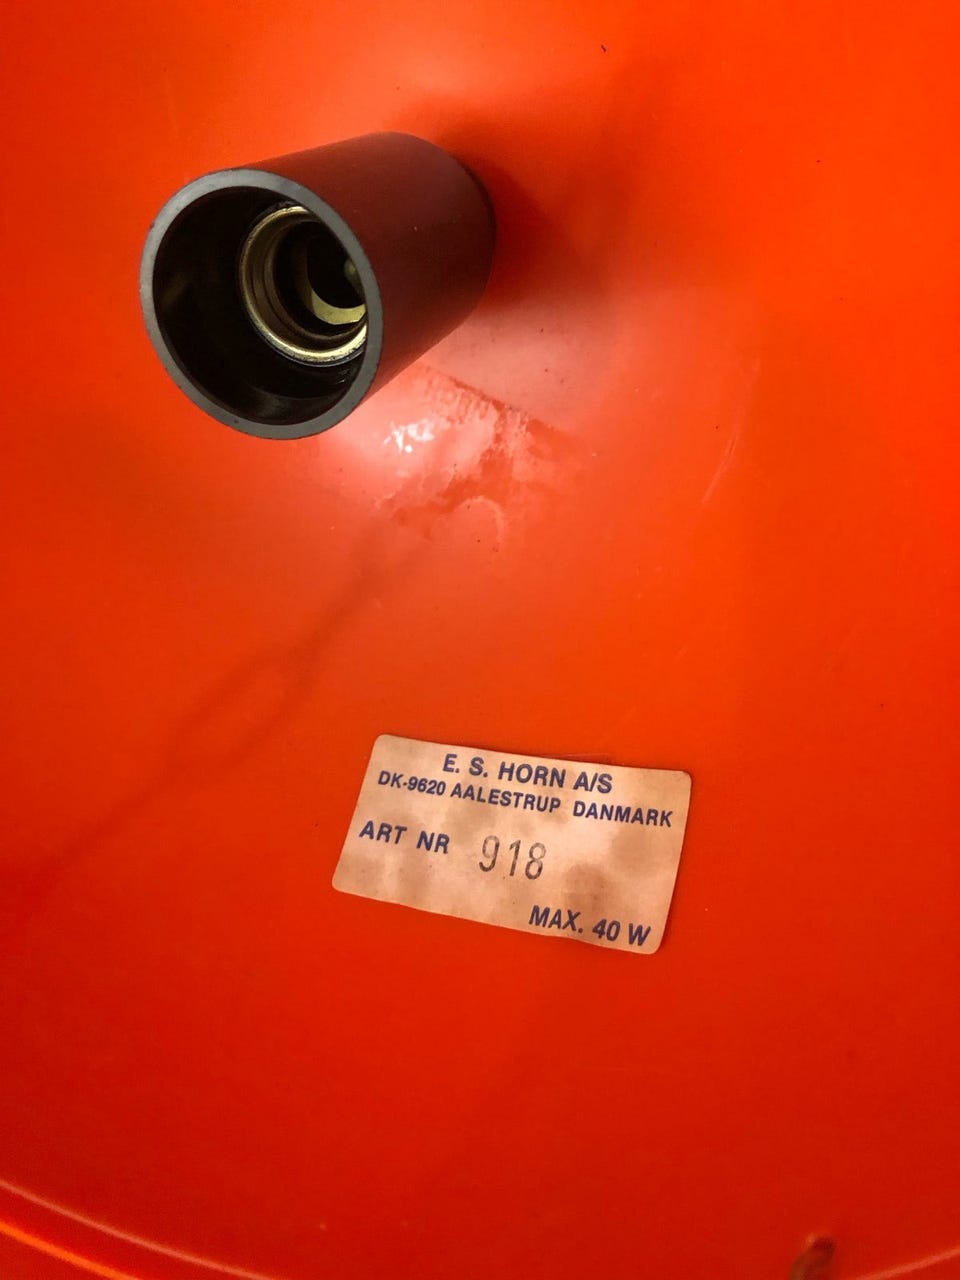 E. S. HORN A/S
DK-9620 AALESTRUP DANMARK
ART NR 918
MAX. 40 W